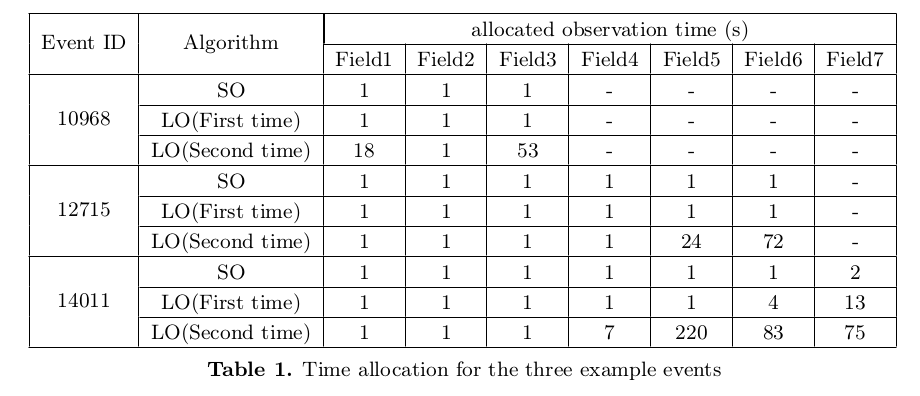 allocated observation time (s)
Event ID Algorithm
Field1 Field2 Field3 Field4 Field5 Field6 Field7
SO 1 1 1 - - - -
10968 LO(First time) 1 1 1 - - - -
LO(Second time) 18 1 53 - - - -
SO 1 1 1 1 1 1 -
12715 LO(First time) 1 1 1 1 1 1 -
LO(Second time) 1 1 1 1 24 72 -
SO 1 1 1 1 1 1 2
14011 LO(First time) 1 1 1 1 1 4 13
LO(Second time) 1 1 1 7 220 83 75
Table 1. Time allocation for the three example events